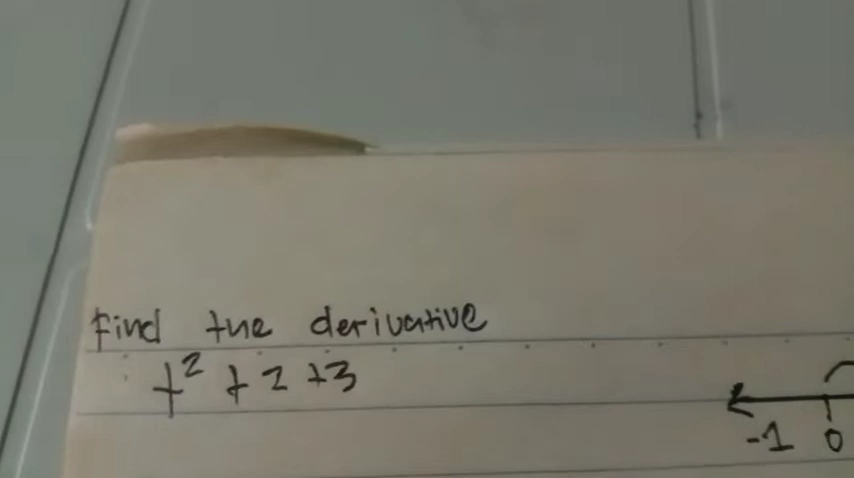 Find the derivative
t² + 2 + 3
-1 0